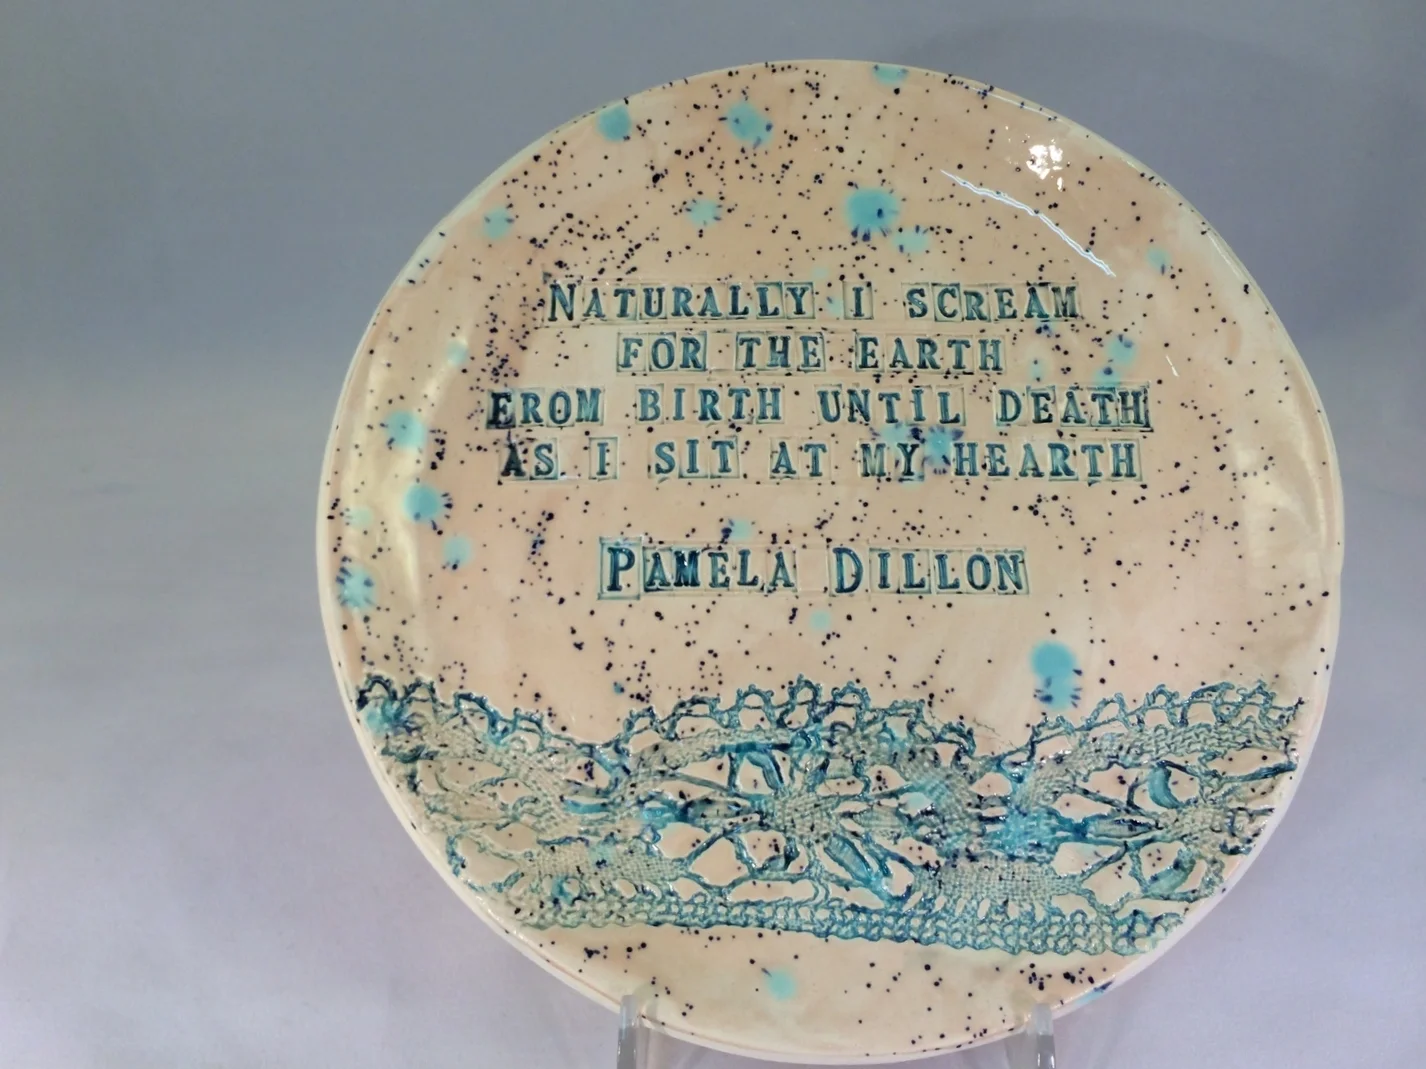 NATURALLY I SCREAM
FOR THE EARTH
FROM BIRTH UNTIL DEATH
AS I SIT AT MY HEARTH
PAMELA DILLON